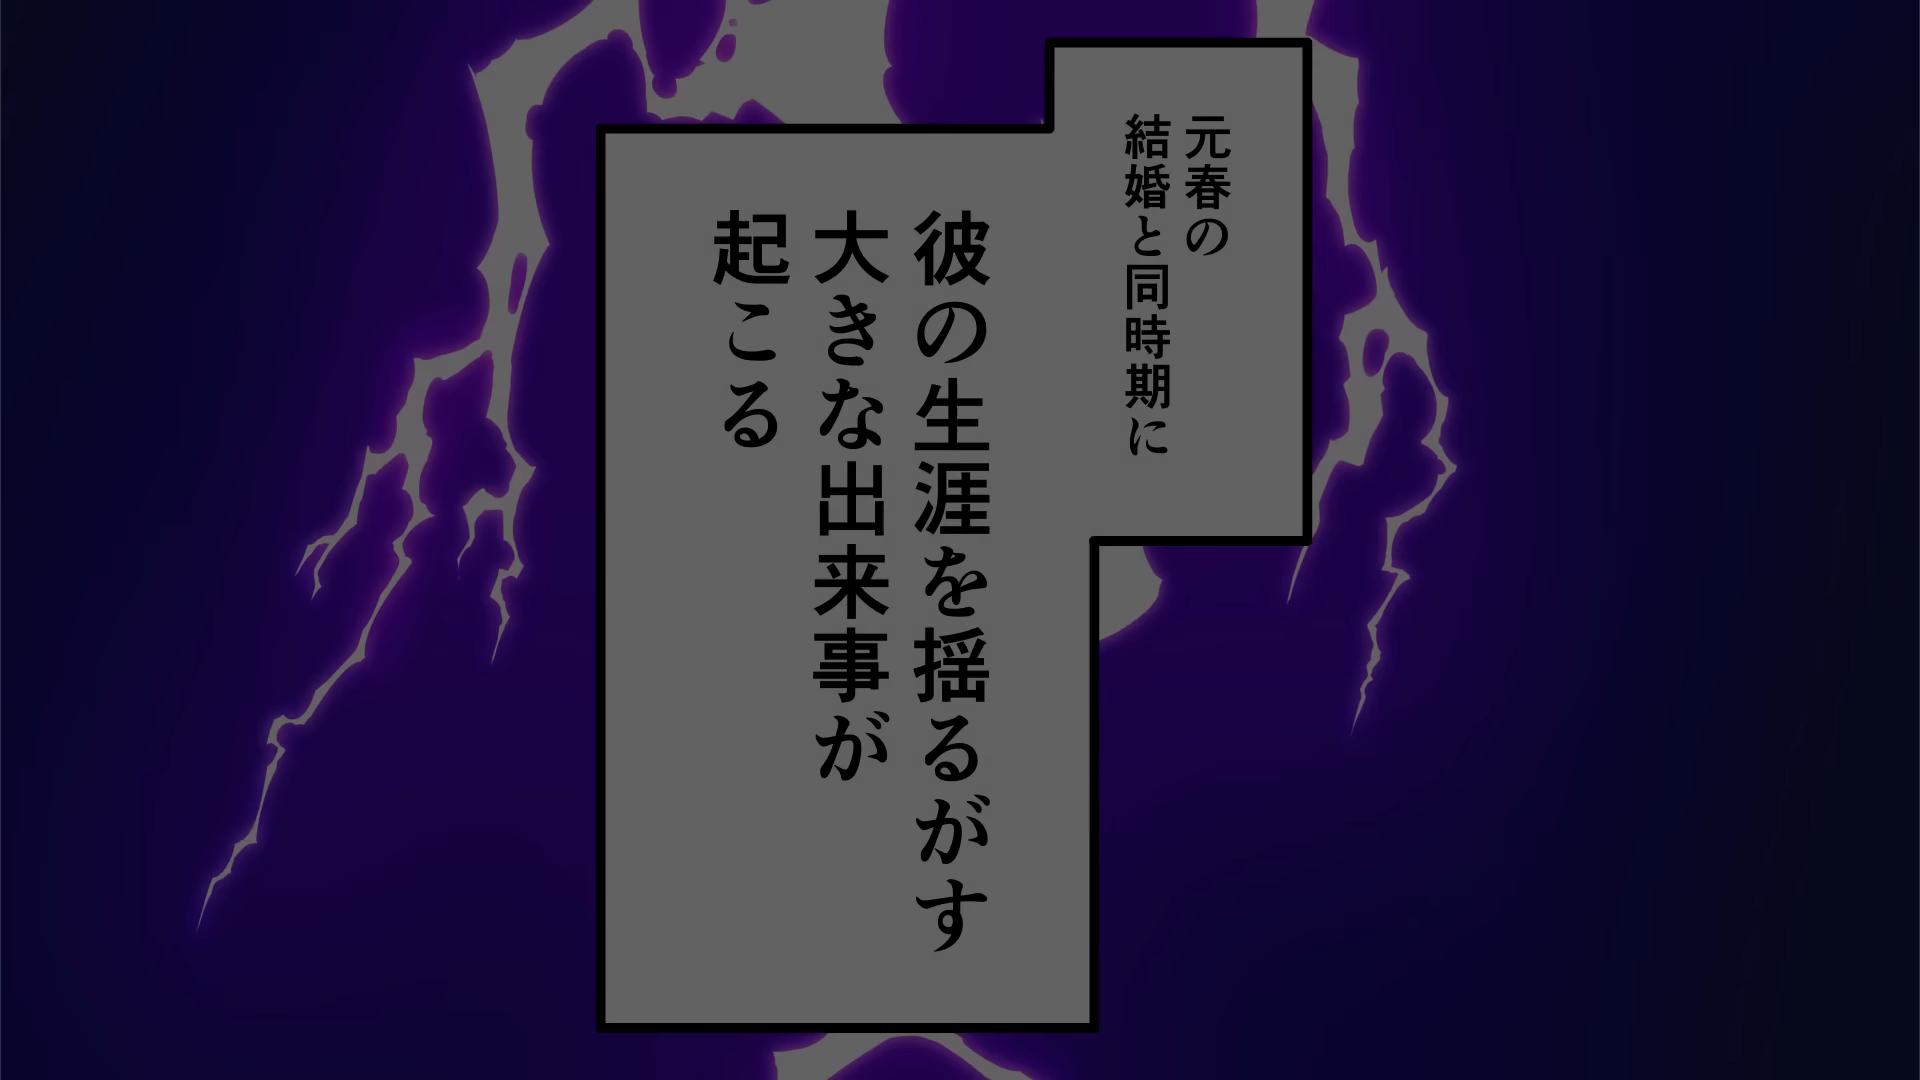 元春の
結婚と同時期に
彼の生涯を揺るがす
大きな出来事が
起こる